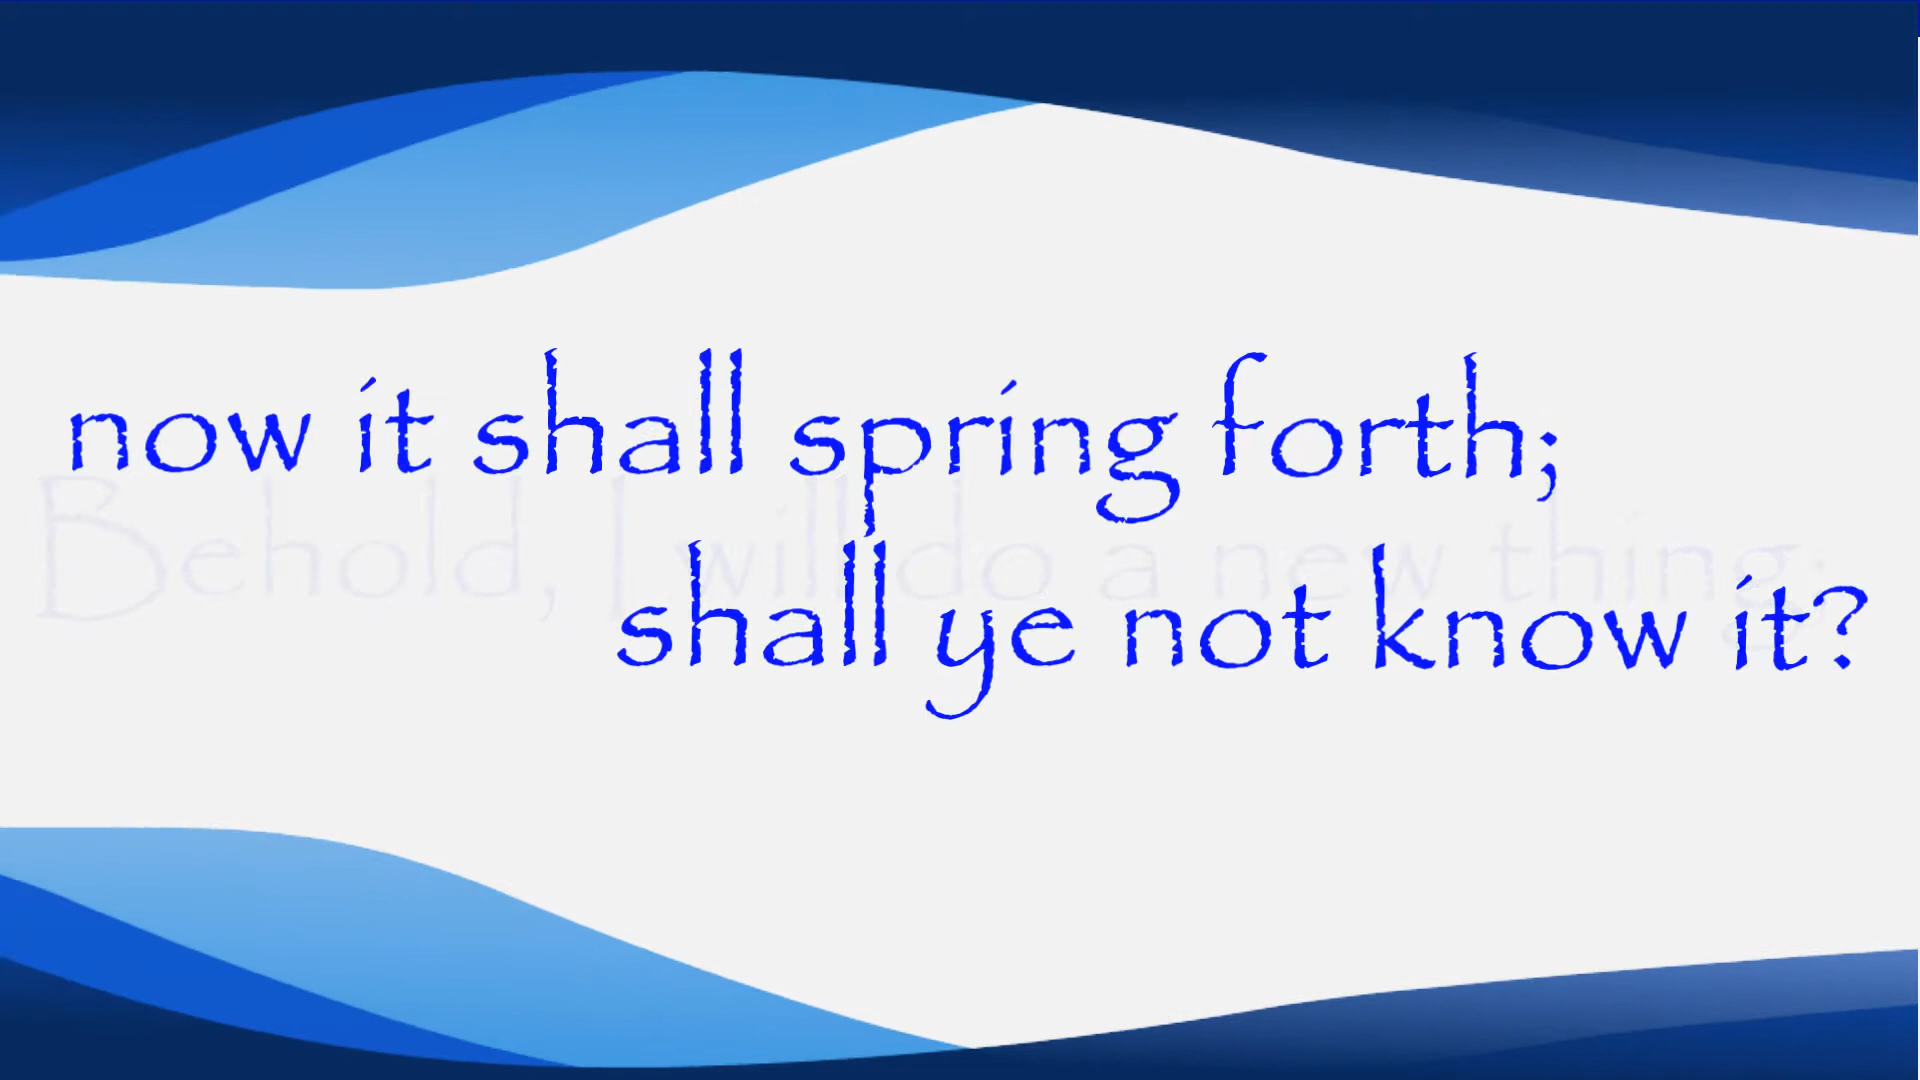 now it shall spring forth;
Behold, I will do a new thing;
shall ye not know it?